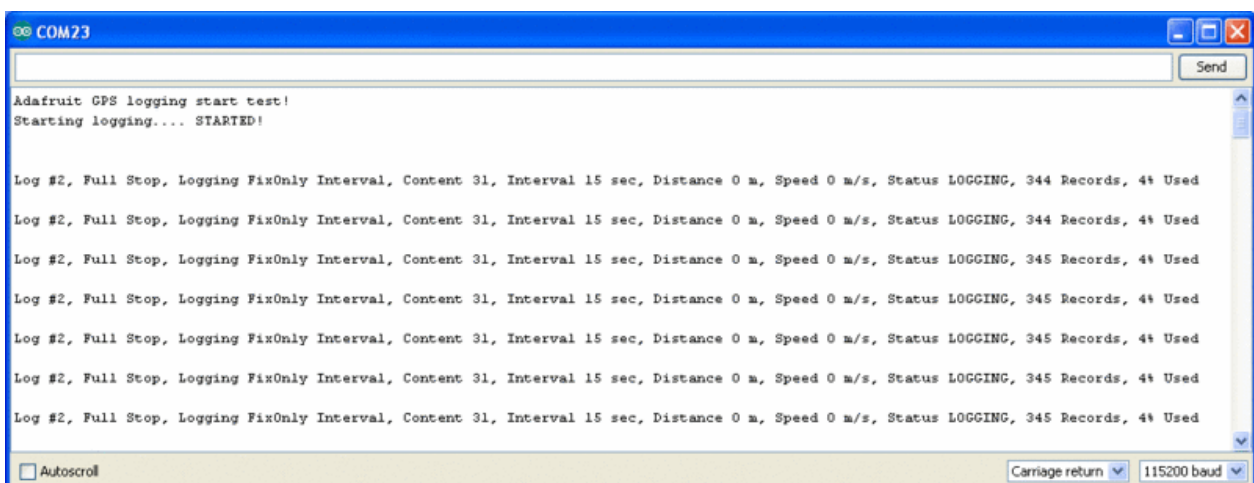 COM23
Send
Adafruit GPS logging start test!
Starting logging.... STARTED!
Log #2, Full Stop, Logging FixOnly Interval, Content 31, Interval 15 sec, Distance 0 m, Speed 0 m/s, Status LOGGING, 344 Records, 4% Used
Log #2, Full Stop, Logging FixOnly Interval, Content 31, Interval 15 sec, Distance 0 m, Speed 0 m/s, Status LOGGING, 344 Records, 4% Used
Log #2, Full Stop, Logging FixOnly Interval, Content 31, Interval 15 sec, Distance 0 m, Speed 0 m/s, Status LOGGING, 345 Records, 4% Used
Log #2, Full Stop, Logging FixOnly Interval, Content 31, Interval 15 sec, Distance 0 m, Speed 0 m/s, Status LOGGING, 345 Records, 4% Used
Log #2, Full Stop, Logging FixOnly Interval, Content 31, Interval 15 sec, Distance 0 m, Speed 0 m/s, Status LOGGING, 345 Records, 4% Used
Log #2, Full Stop, Logging FixOnly Interval, Content 31, Interval 15 sec, Distance 0 m, Speed 0 m/s, Status LOGGING, 345 Records, 4% Used
Log #2, Full Stop, Logging FixOnly Interval, Content 31, Interval 15 sec, Distance 0 m, Speed 0 m/s, Status LOGGING, 345 Records, 4% Used
Autoscroll Carriage return 115200 baud